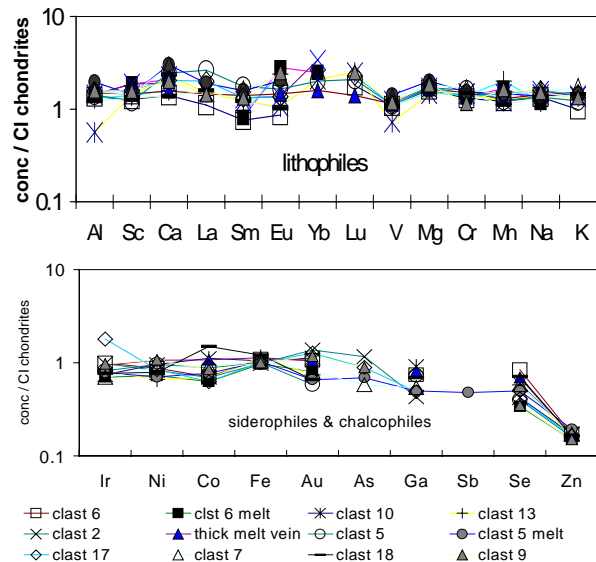 conc / CI chondrites
10
1
0.1
lithophiles
Al Sc Ca La Sm Eu Yb Lu V Mg Cr Mn Na K
conc / CI chondrites
10
1
0.1
siderophiles & chalcophiles
Ir Ni Co Fe Au As Ga Sb Se Zn
clast 6 clst 6 melt clast 10 clast 13
clast 2 thick melt vein clast 5 clast 5 melt
clast 17 clast 7 clast 18 clast 9